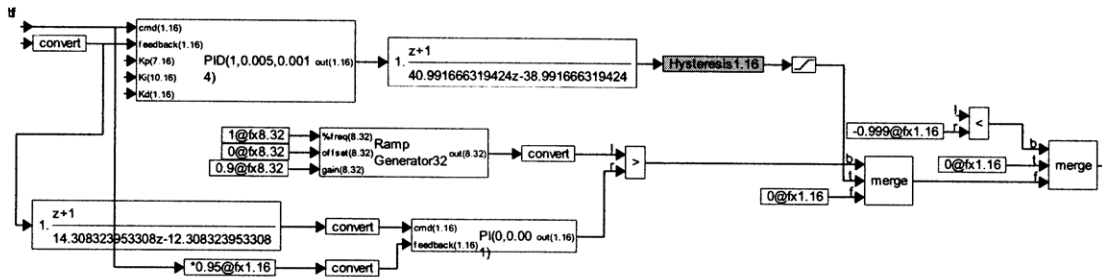 cmd(1.16)
convert
feedback(1.16)
Kp(7.16)
PID(1,0.005,0.001
out(1.16)
Ki(10.16)
4)
Kd(1.16)
1.
z+1
40.991666319424z-38.991666319424
Hysteresis1.16
l
-0.999@fx1.16
r
<
1@fx8.32
%freq(8.32)
Ramp
0@fx8.32
offset(8.32)
Generator32
out(8.32)
convert
0.9@fx8.32
gain(8.32)
l
r
>
b
t
f
merge
0@fx1.16
b
0@fx1.16
t
f
merge
1.
z+1
14.308323953308z-12.308323953308
convert
cmd(1.16)
PI(0,0.00
out(1.16)
feedback(1.16)
1)
*0.95@fx1.16
convert